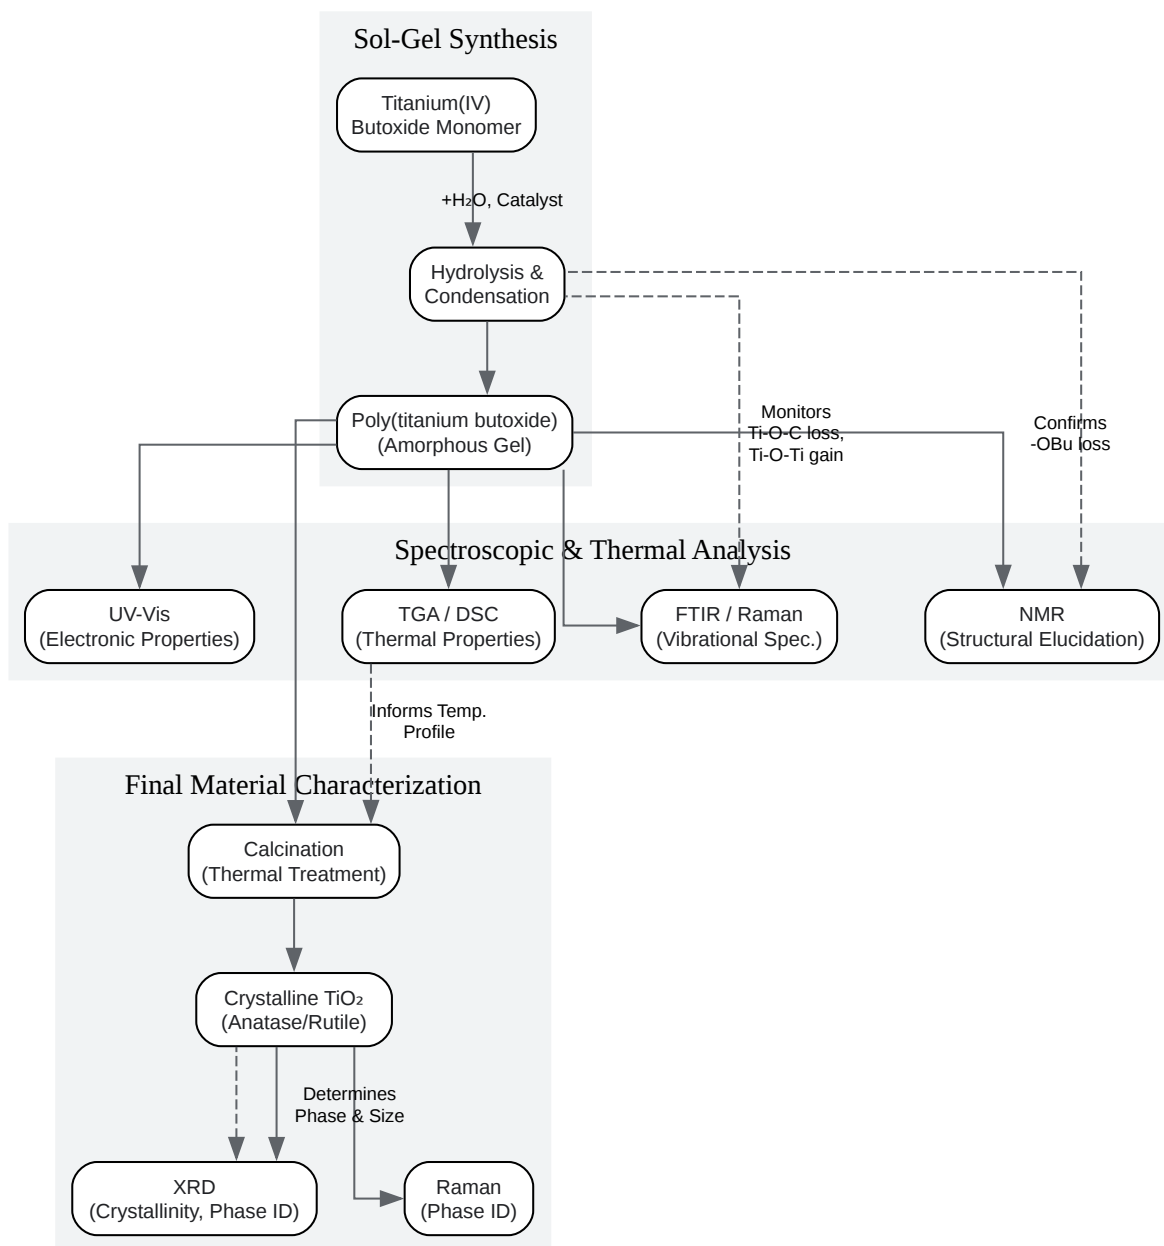 Sol-Gel Synthesis
Titanium(IV)
Butoxide Monomer
+H₂O, Catalyst
Hydrolysis &
Condensation
Poly(titanium butoxide)
(Amorphous Gel)
Monitors
Ti-O-C loss,
Ti-O-Ti gain
Confirms
-OBu loss
Spectroscopic & Thermal Analysis
UV-Vis
(Electronic Properties)
TGA / DSC
(Thermal Properties)
FTIR / Raman
(Vibrational Spec.)
NMR
(Structural Elucidation)
Informs Temp.
Profile
Final Material Characterization
Calcination
(Thermal Treatment)
Crystalline TiO₂
(Anatase/Rutile)
Determines
Phase & Size
XRD
(Crystallinity, Phase ID)
Raman
(Phase ID)